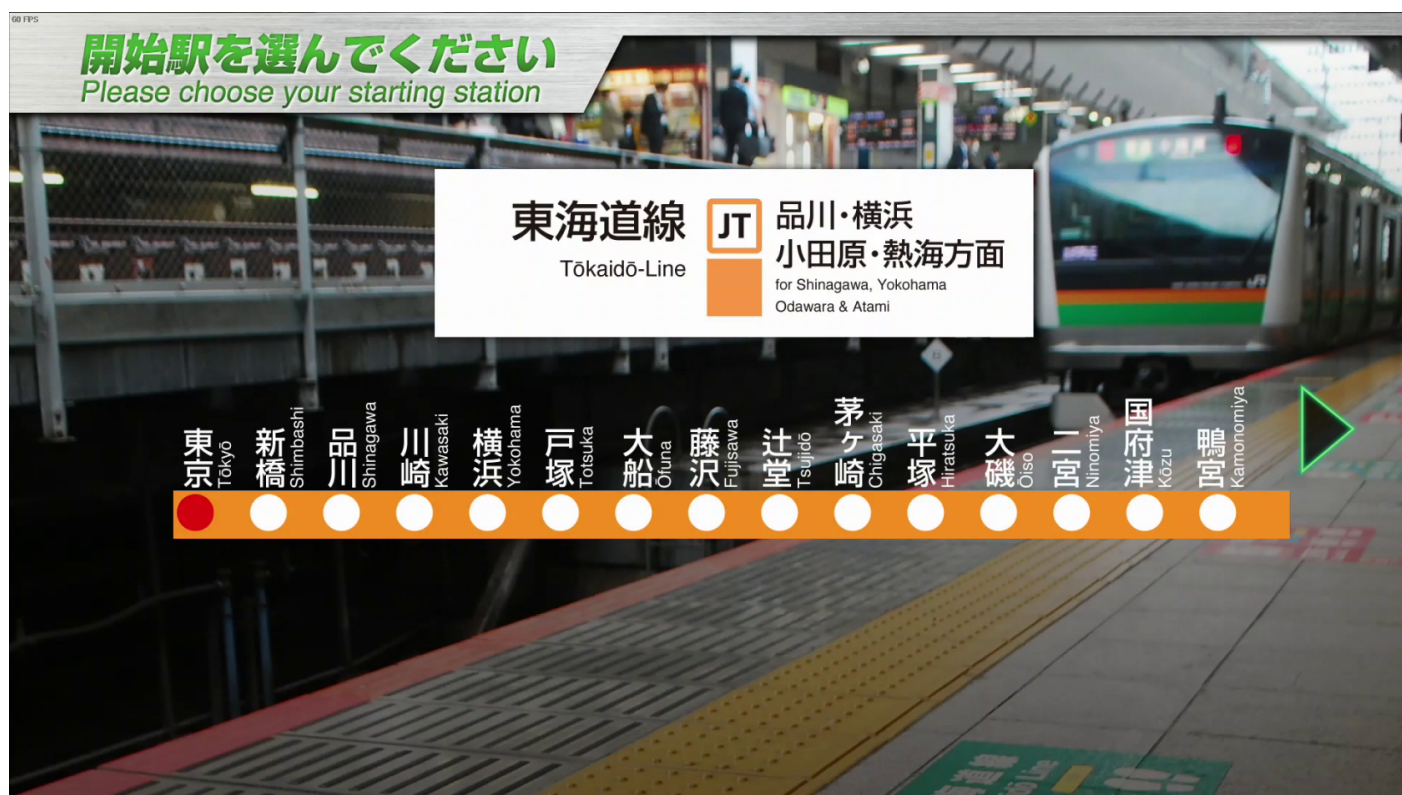 60 FPS
開始駅を選んでください
Please choose your starting station
東海道線
Tōkaidō-Line
JT
品川・横浜
小田原・熱海方面
for Shinagawa, Yokohama
Odawara & Atami
東京
Tōkyō
新橋
Shimbashi
品川
Shinagawa
川崎
Kawasaki
横浜
Yokohama
戸塚
Totsuka
大船
Ōfuna
藤沢
Fujisawa
辻堂
Tsujidō
茅ヶ崎
Chigasaki
平塚
Hiratsuka
大磯
Ōiso
二宮
Ninomiya
国府津
Kōzu
鴨宮
Kamonomiya